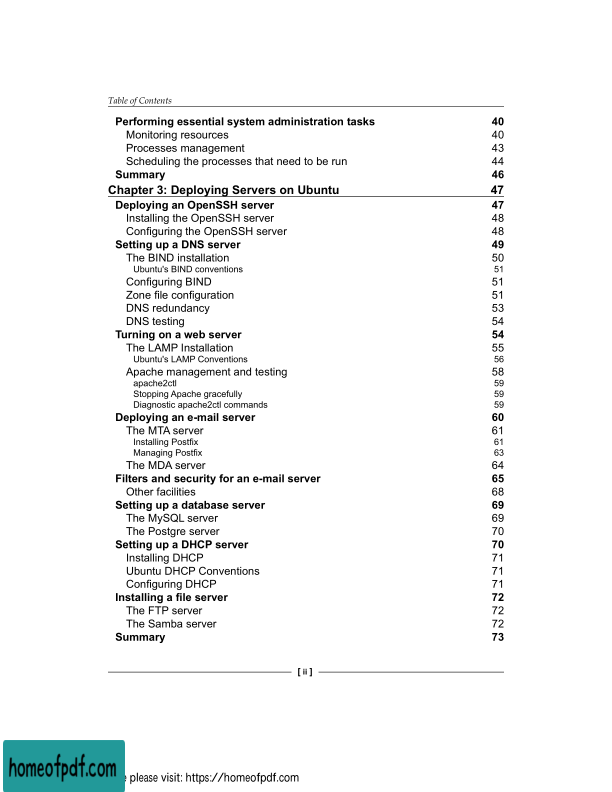 Table of Contents
Performing essential system administration tasks 40
Monitoring resources 40
Processes management 43
Scheduling the processes that need to be run 44
Summary 46
Chapter 3: Deploying Servers on Ubuntu 47
Deploying an OpenSSH server 47
Installing the OpenSSH server 48
Configuring the OpenSSH server 48
Setting up a DNS server 49
The BIND installation 50
Ubuntu's BIND conventions 51
Configuring BIND 51
Zone file configuration 51
DNS redundancy 53
DNS testing 54
Turning on a web server 54
The LAMP Installation 55
Ubuntu's LAMP Conventions 56
Apache management and testing 58
apache2ctl 59
Stopping Apache gracefully 59
Diagnostic apache2ctl commands 59
Deploying an e-mail server 60
The MTA server 61
Installing Postfix 61
Managing Postfix 63
The MDA server 64
Filters and security for an e-mail server 65
Other facilities 68
Setting up a database server 69
The MySQL server 69
The Postgre server 70
Setting up a DHCP server 70
Installing DHCP 71
Ubuntu DHCP Conventions 71
Configuring DHCP 71
Installing a file server 72
The FTP server 72
The Samba server 72
Summary 73
[ ii ]
homeofpdf.com
please visit: https://homeofpdf.com